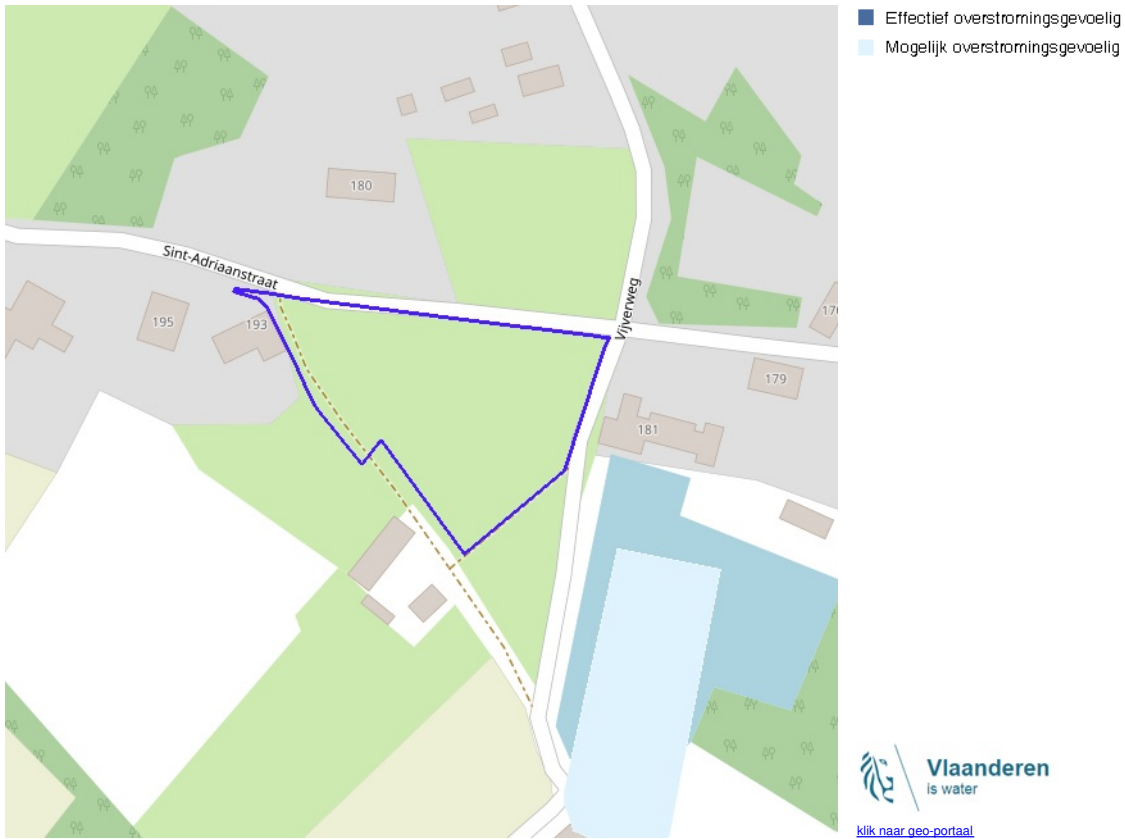 Effectief overstromingsgevoelig
Mogelijk overstromingsgevoelig
180
Sint-Adriaanstraat
Vijverweg
195
193
179
181
Vlaanderen
is water
klik naar geo-portaal